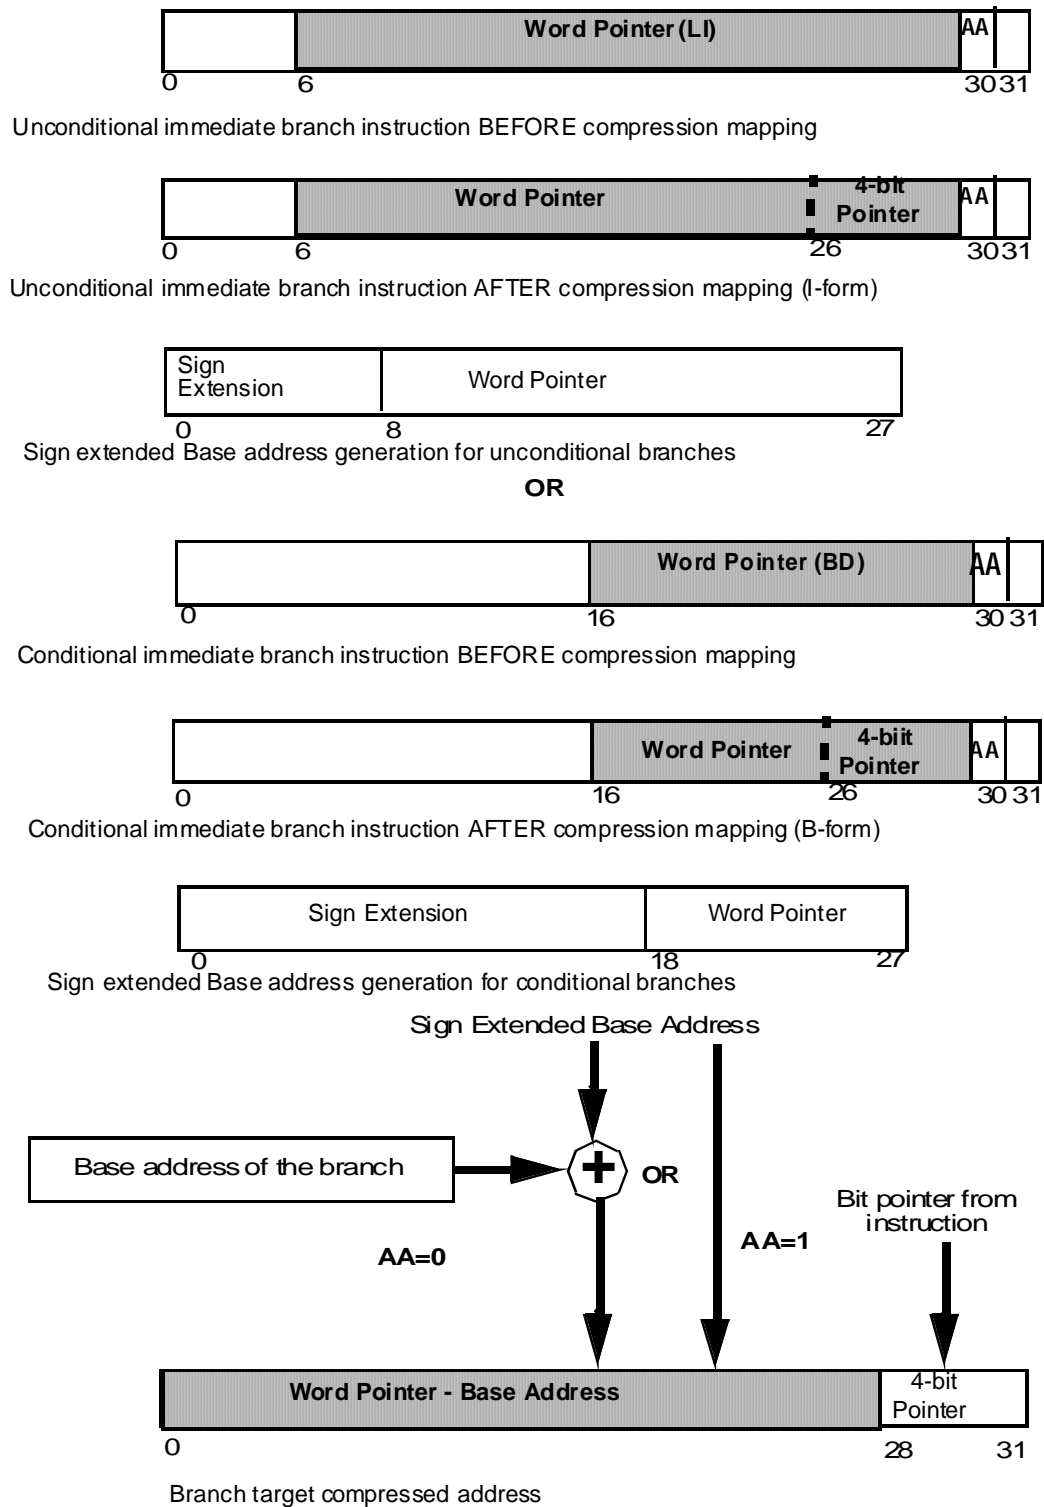 Word Pointer (LI) AA
0 6 30 31
Unconditional immediate branch instruction BEFORE compression mapping
Word Pointer 4-bit Pointer AA
0 6 26 30 31
Unconditional immediate branch instruction AFTER compression mapping (I-form)
Sign Extension Word Pointer
0 8 27
Sign extended Base address generation for unconditional branches
OR
Word Pointer (BD) AA
0 16 30 31
Conditional immediate branch instruction BEFORE compression mapping
Word Pointer 4-biit Pointer AA
0 16 26 30 31
Conditional immediate branch instruction AFTER compression mapping (B-form)
Sign Extension Word Pointer
0 18 27
Sign extended Base address generation for conditional branches
Sign Extended Base Address
Base address of the branch + OR
Bit pointer from
instruction
AA=0 AA=1
Word Pointer - Base Address 4-bit Pointer
0 28 31
Branch target compressed address